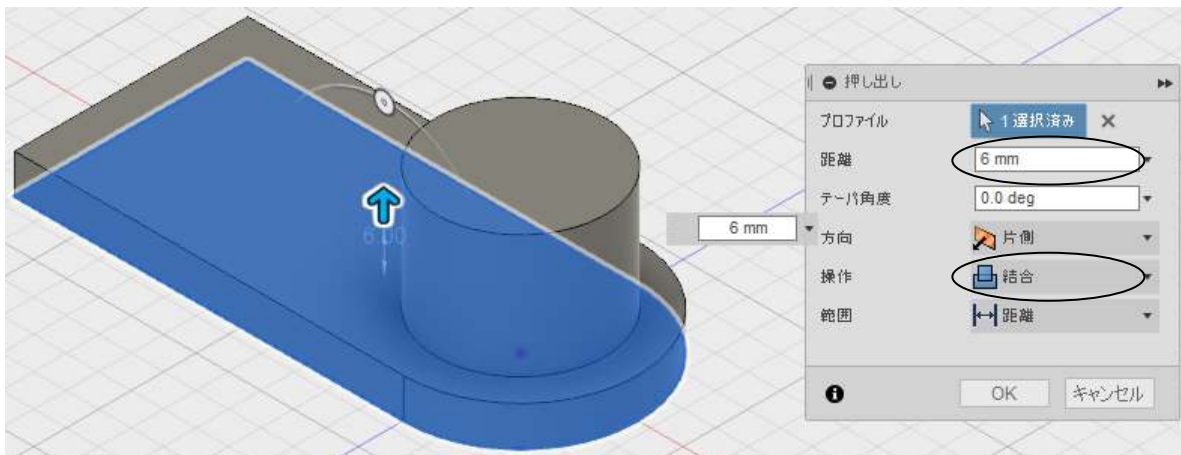 押し出し
プロファイル 1 選択済み
距離 6 mm
テーパ角度 0.0 deg
方向 片側
操作 結合
範囲 距離
OK キャンセル
6 mm
6.00